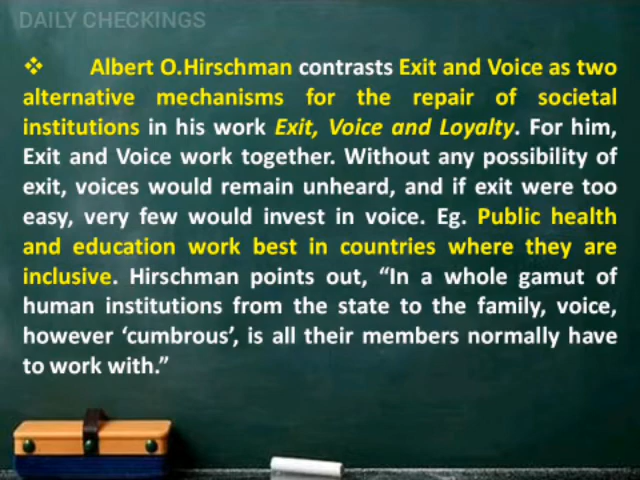 DAILY CHECKINGS
❖ Albert O.Hirschman contrasts Exit and Voice as two
alternative mechanisms for the repair of societal
institutions in his work Exit, Voice and Loyalty. For him,
Exit and Voice work together. Without any possibility of
exit, voices would remain unheard, and if exit were too
easy, very few would invest in voice. Eg. Public health
and education work best in countries where they are
inclusive. Hirschman points out, “In a whole gamut of
human institutions from the state to the family, voice,
however ‘cumbrous’, is all their members normally have
to work with.”